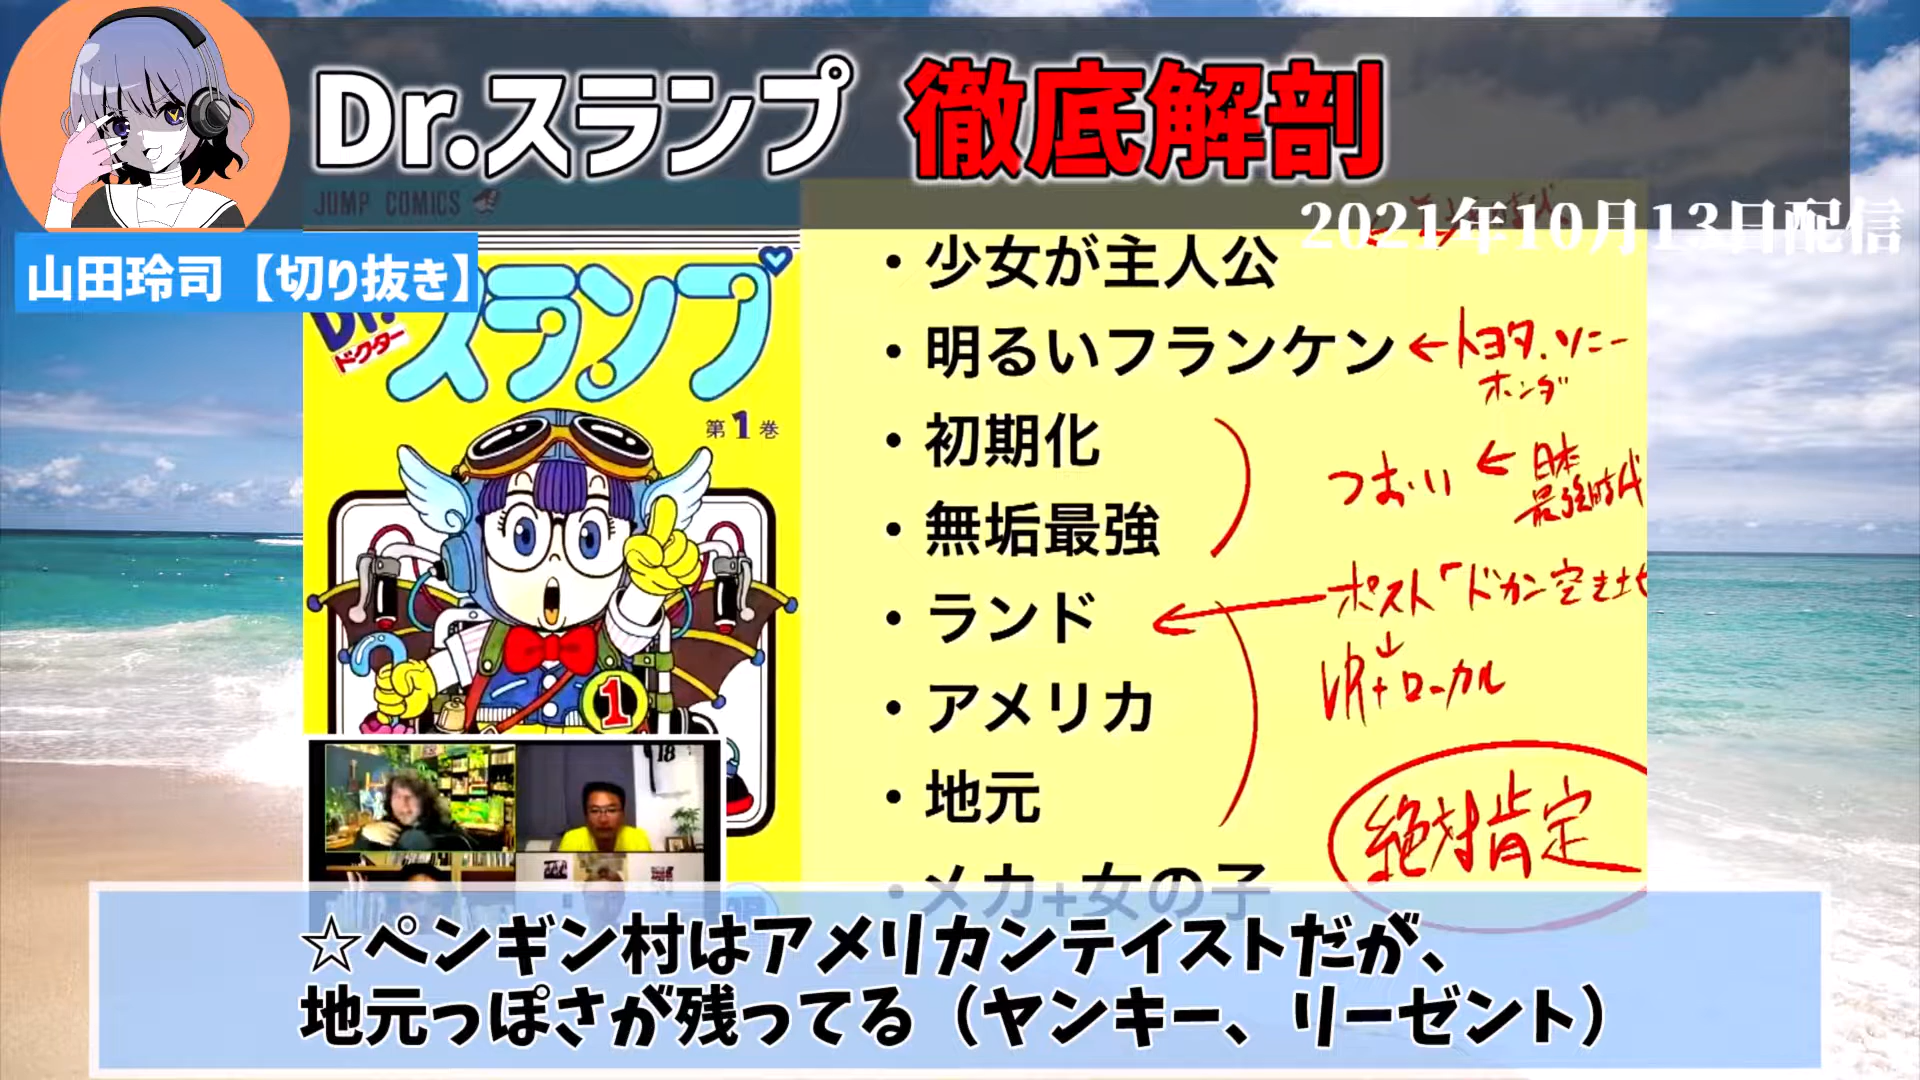 Dr.スランプ 徹底解剖
2021年10月13日配信
山田玲司【切り抜き】
JUMP COMICS
Dr.スランプ
ドクター
第1巻
1
・少女が主人公
・明るいフランケン
←トヨタ.ソニー
ホンダ
・初期化
つおい ← 日本
最強時代
・無垢最強
・ランド
ポスト「ドカン空き土
↓
VR+ローカル
・アメリカ
・地元
絶対肯定
・メカ+女の子
18
☆ペンギン村はアメリカンテイストだが、
地元っぽさが残ってる（ヤンキー、リーゼント）